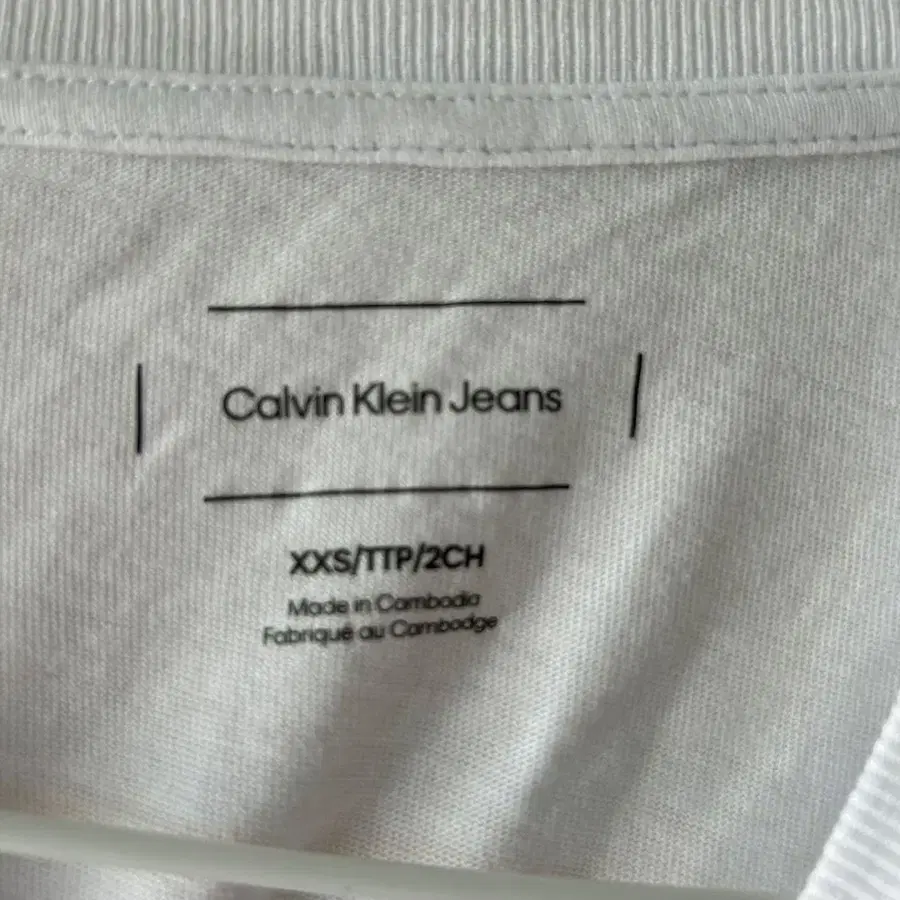 Calvin Klein Jeans
XXS/TTP/2CH
Made in Cambodia
Fabriqué au Cambodge